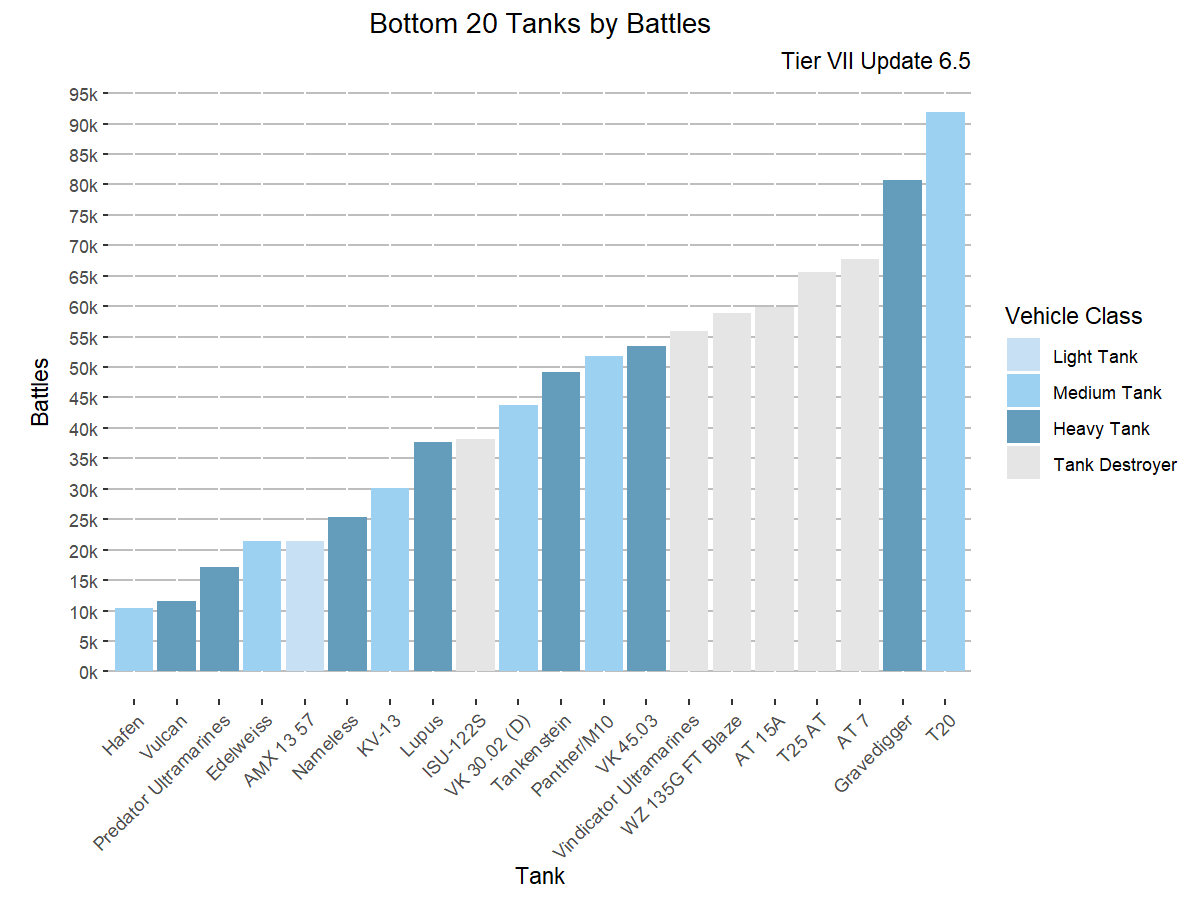 Bottom 20 Tanks by Battles
Tier VII Update 6.5
95k
90k
85k
80k
75k
70k
65k
60k
55k
50k
45k
40k
35k
30k
25k
20k
15k
10k
5k
0k
Battles
Hafen
Vulcan
Predator Ultramarines
Edelweiss
AMX 13 57
Nameless
KV-13
Lupus
ISU-122S
VK 30.02 (D)
Tankenstein
Panther/M10
VK 45.03
Vindicator Ultramarines
WZ 135G FT Blaze
AT 15A
T25 AT
AT 7
Gravedigger
T20
Tank
Vehicle Class
Light Tank
Medium Tank
Heavy Tank
Tank Destroyer